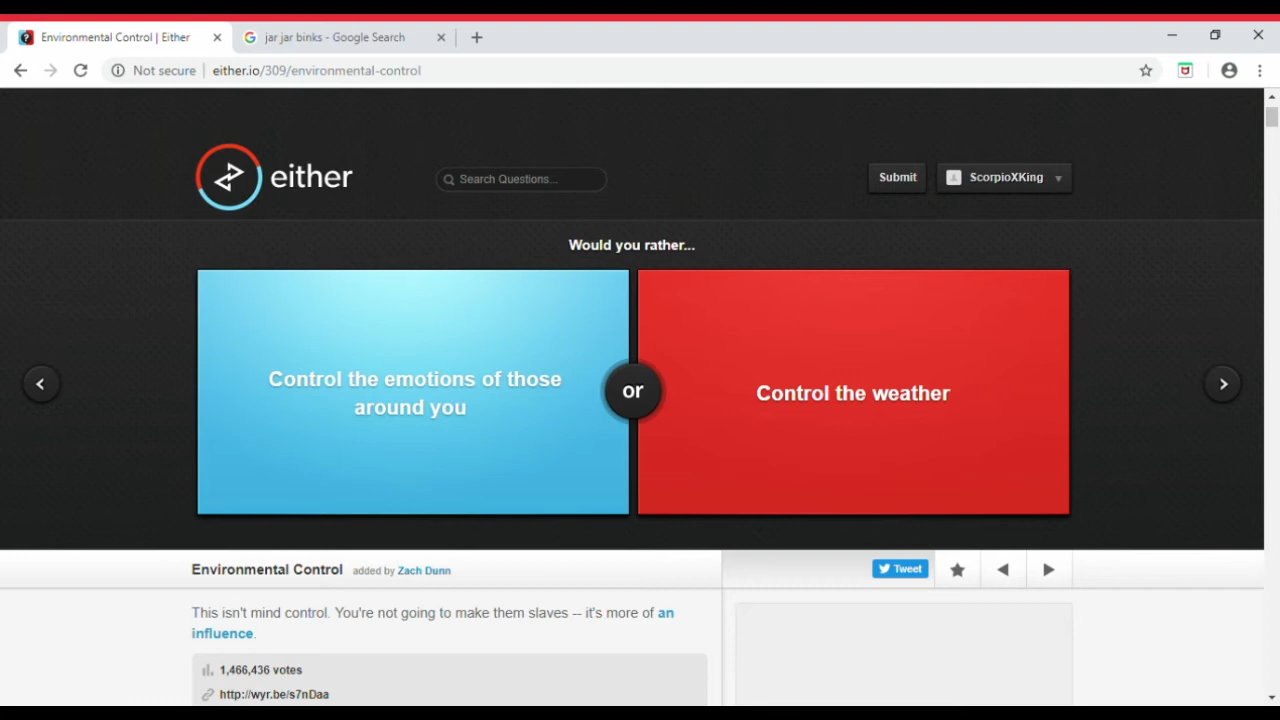 Environmental Control | Either
jar jar binks - Google Search
Not secure
either.io/309/environmental-control
either
Search Questions...
Submit
ScorpioXKing
Would you rather...
Control the emotions of those
around you
or
Control the weather
Environmental Control added by Zach Dunn
Tweet
This isn't mind control. You're not going to make them slaves -- it's more of an
influence.
1,466,436 votes
http://wyr.be/s7nDaa